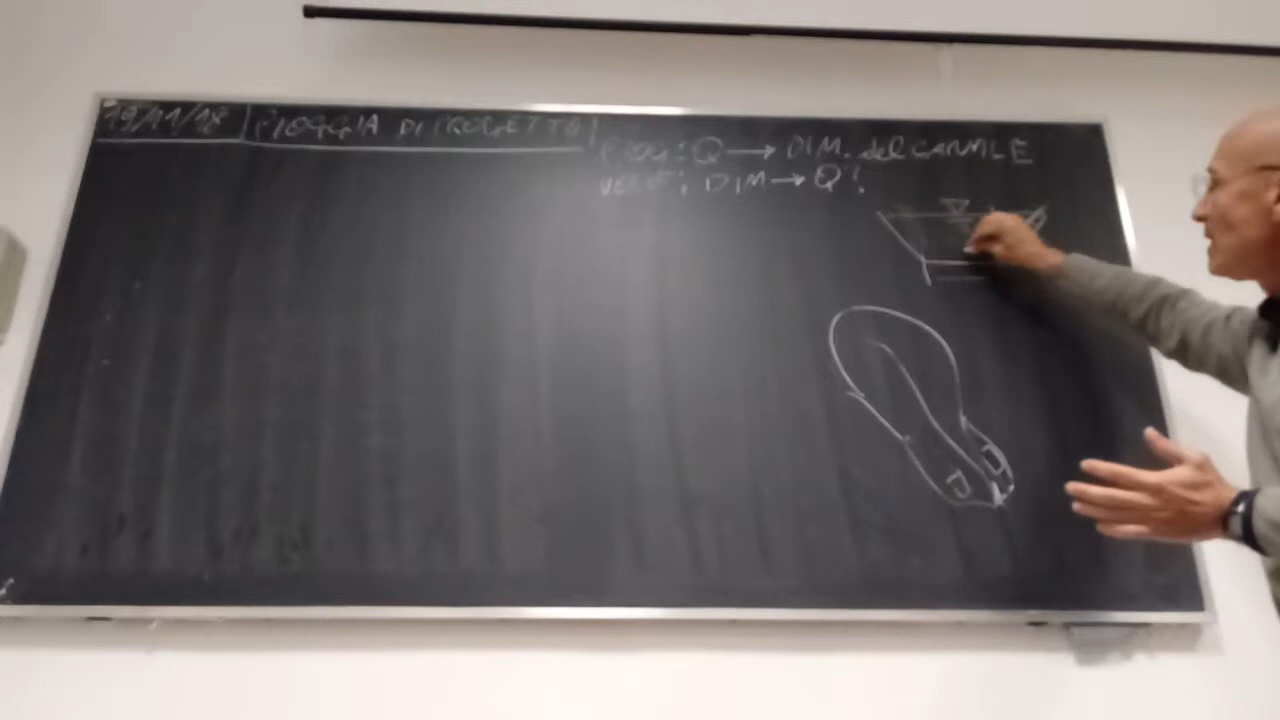 19/11/18 PIOGGIA DI PROGETTO
PROG: Q → DIM. del CANALE
VERIF: DIM → Q?